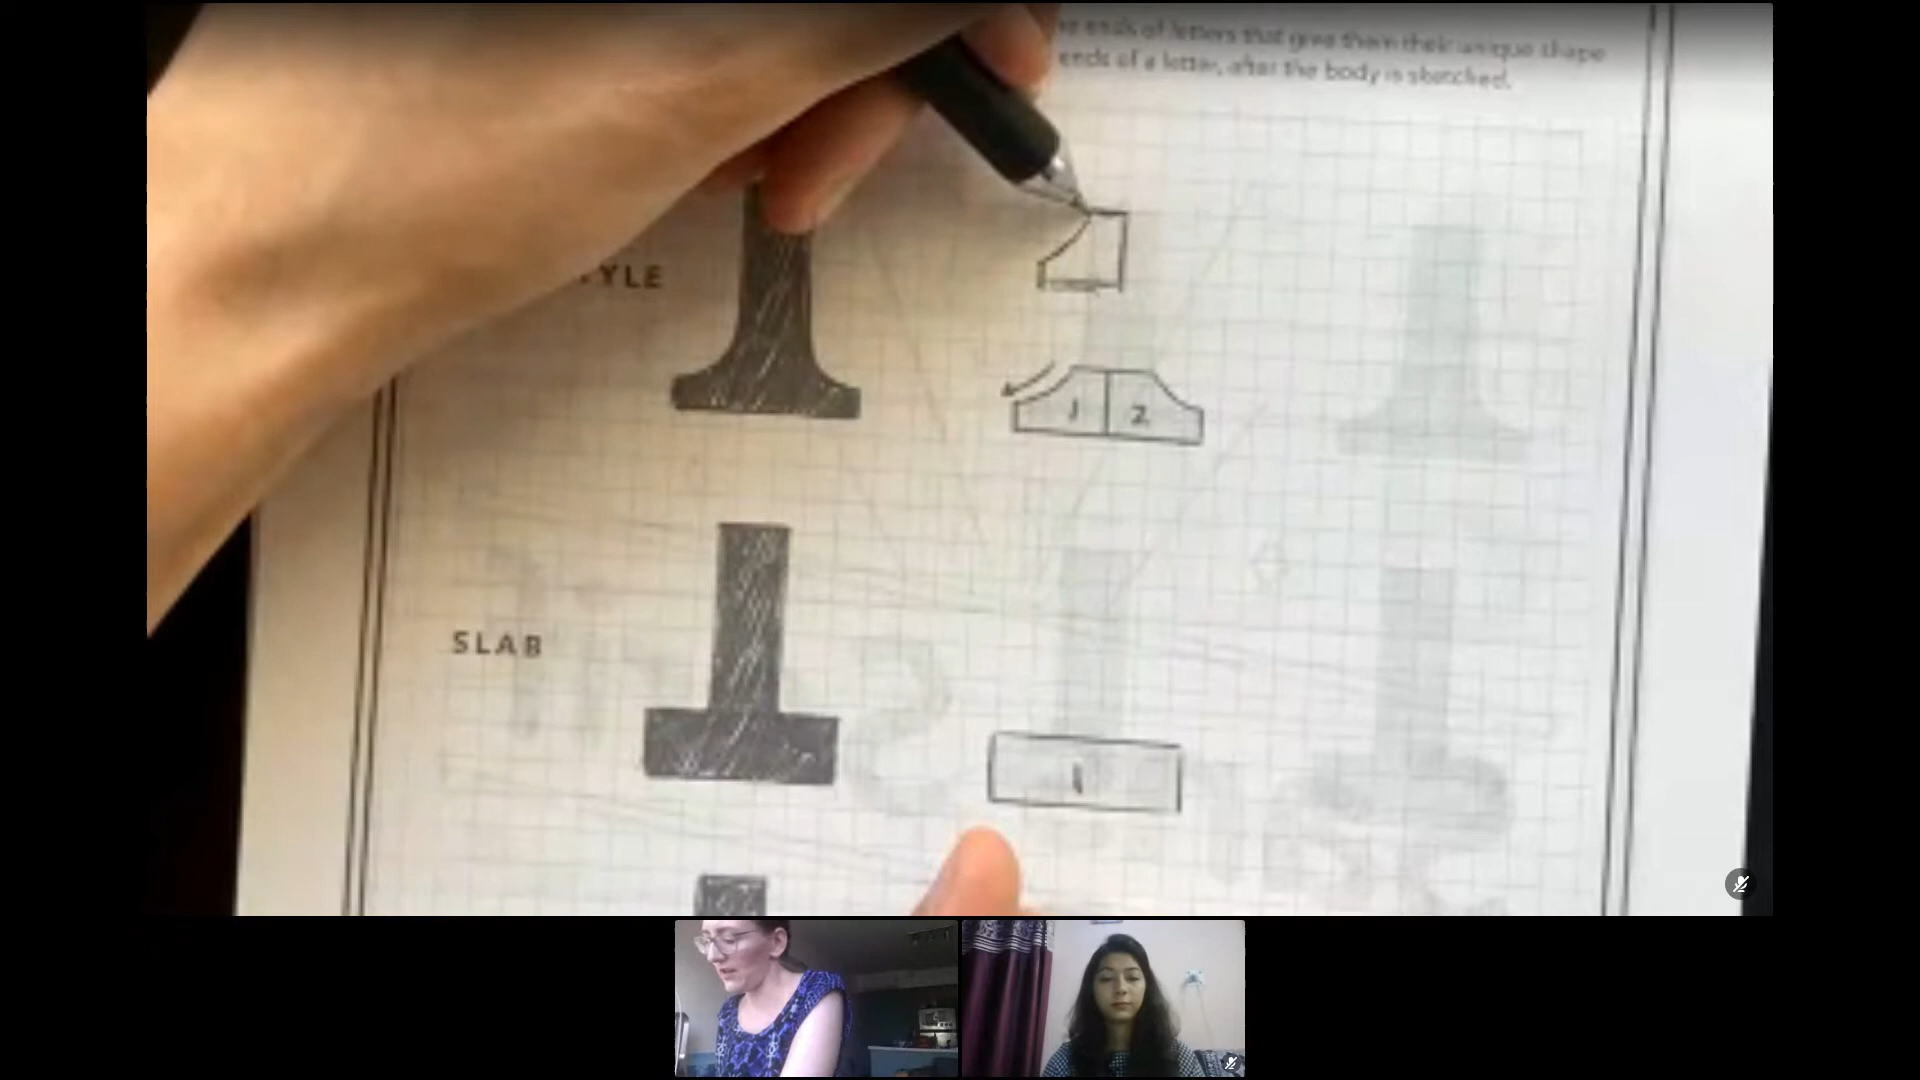 ends of letters that give them their unique shape
ends of a letter, after the body is sketched.
YLE
1 2
SLAB
1